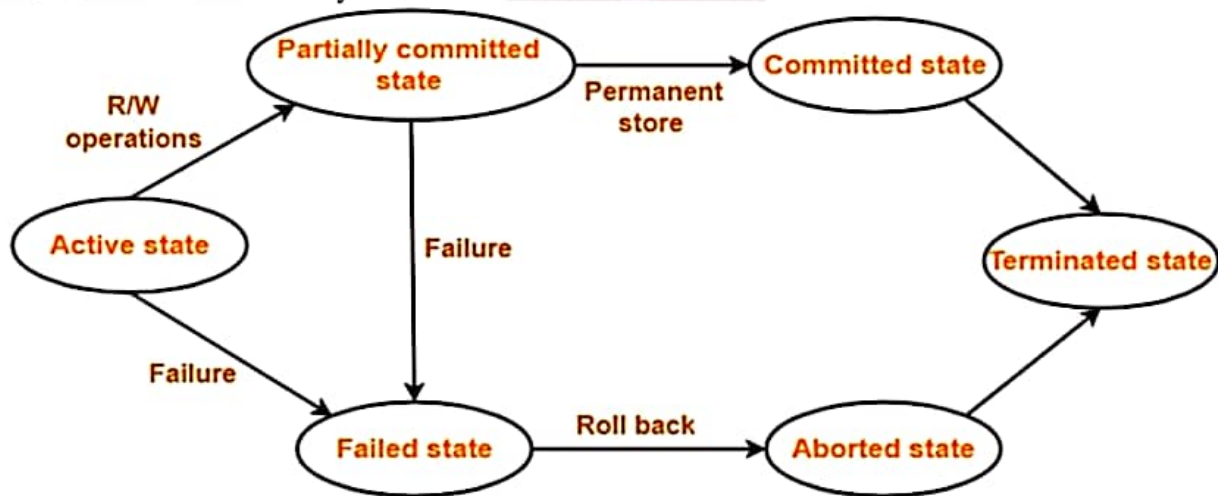 Partially committed
state
Committed state
Permanent
store
R/W
operations
Active state
Failure
Terminated state
Failure
Roll back
Failed state
Aborted state